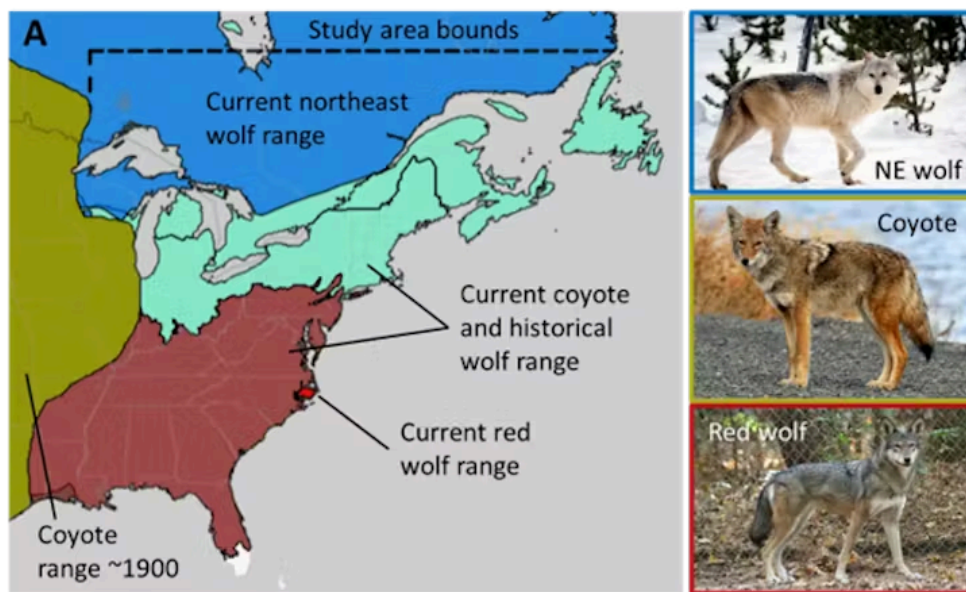 A
Study area bounds
Current northeast
wolf range
Current coyote
and historical
wolf range
Current red
wolf range
Coyote
range ~1900
NE wolf
Coyote
Red wolf